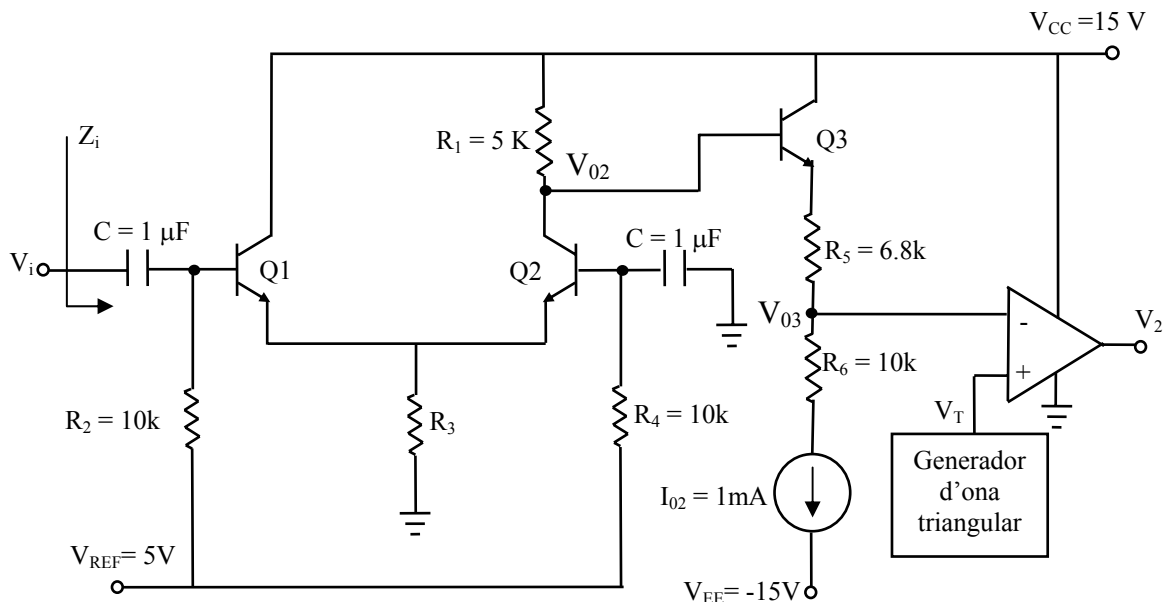 V_CC =15 V
Z_i
R_1 = 5 K
Q3
V_02
C = 1 μF
C = 1 μF
V_i
Q1
Q2
R_5 = 6.8k
V_03
-
V_2
+
R_6 = 10k
R_2 = 10k
R_3
R_4 = 10k
V_T
Generador
d'ona
triangular
I_02 = 1mA
V_REF= 5V
V_EE= -15V